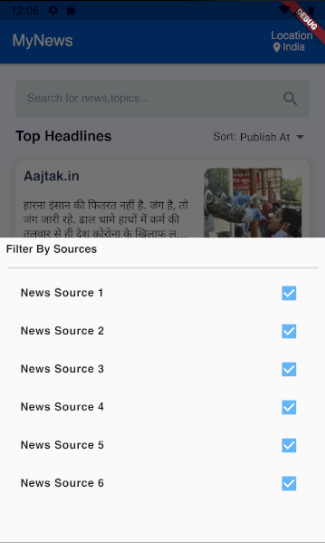 12:06
DEBUG
MyNews
Location
India
Search for news,topics...
Top Headlines
Sort: Publish At
Aajtak.in
हारना इंसान की फितरत नहीं है, जंग है, तो
जंग जारी रहे. ढाल थामे हाथों में कर्म की
तलवार से ही देश कोरोना के खिलाफ ल...
Filter By Sources
News Source 1
News Source 2
News Source 3
News Source 4
News Source 5
News Source 6